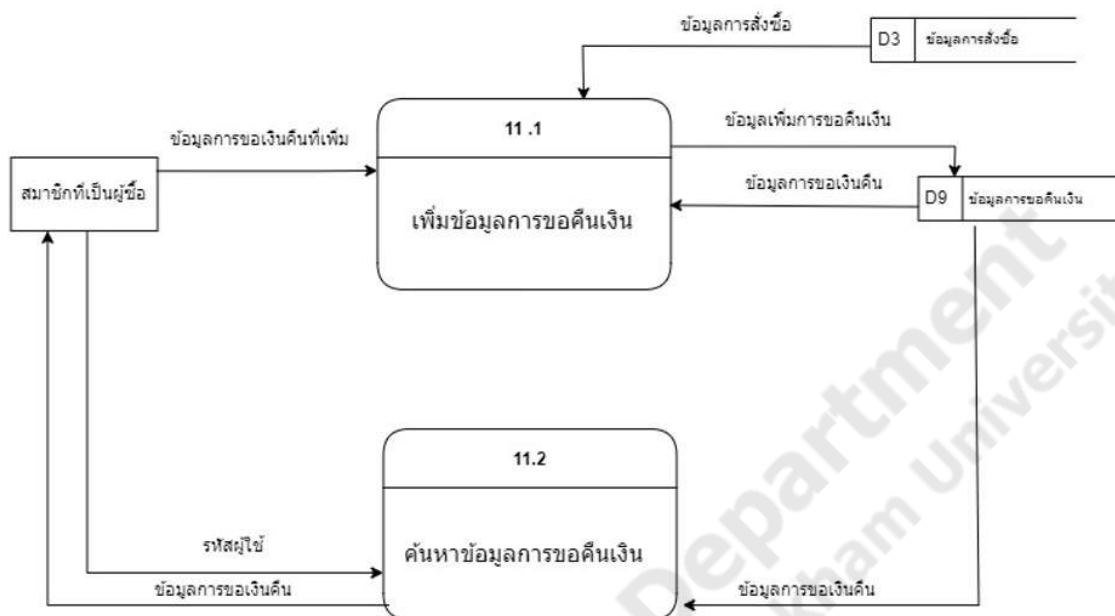 ข้อมูลการสั่งซื้อ
D3 ข้อมูลการสั่งซื้อ
11 .1
ข้อมูลการขอเงินคืนที่เพิ่ม
ข้อมูลเพิ่มการขอคืนเงิน
สมาชิกที่เป็นผู้ซื้อ
ข้อมูลการขอเงินคืน
D9 ข้อมูลการขอคืนเงิน
เพิ่มข้อมูลการขอคืนเงิน
11.2
ค้นหาข้อมูลการขอคืนเงิน
รหัสผู้ใช้
ข้อมูลการขอเงินคืน
ข้อมูลการขอเงินคืน
Department